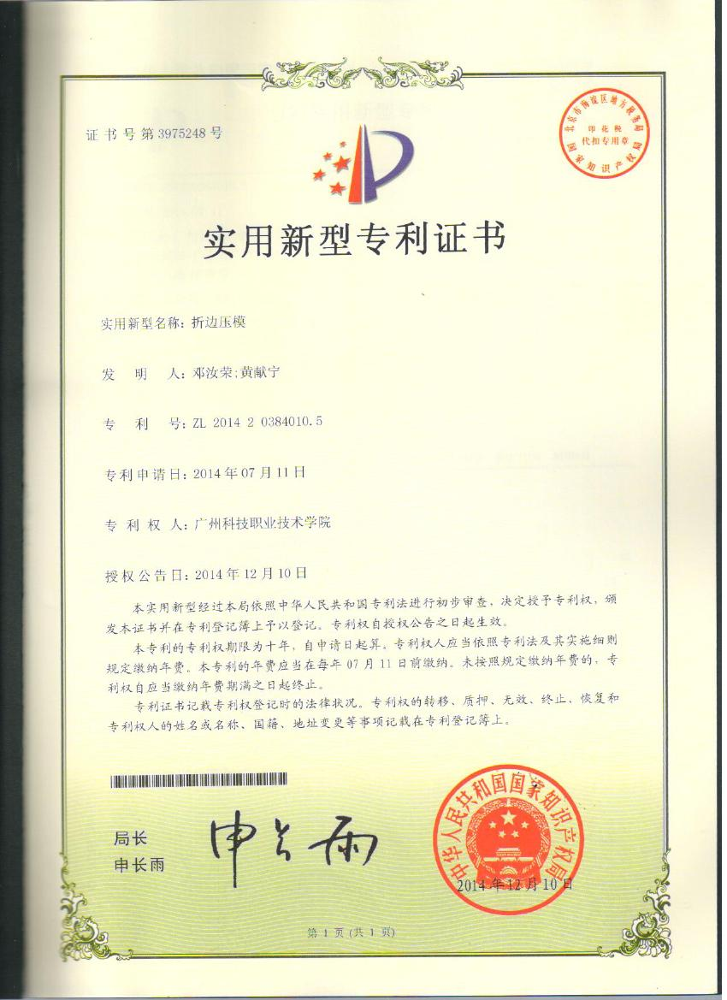 证书号第3975248号
北京市海淀区地方税务局
印花税
代扣专用章
国家知识产权局
实用新型专利证书
实用新型名称：折边压模
发明人：邓汝荣;黄献宁
专利号：ZL 2014 2 0384010.5
专利申请日：2014年07月11日
专利权人：广州科技职业技术学院
授权公告日：2014年12月10日
本实用新型经过本局依照中华人民共和国专利法进行初步审查，决定授予专利权，颁
发本证书并在专利登记簿上予以登记。专利权自授权公告之日起生效。
本专利的专利权期限为十年，自申请日起算。专利权人应当依照专利法及其实施细则
规定缴纳年费。本专利的年费应当在每年07月11日前缴纳。未按照规定缴纳年费的，专
利权自应当缴纳年费期满之日起终止。
专利证书记载专利权登记时的法律状况。专利权的转移、质押、无效、终止、恢复和
专利权人的姓名或名称、国籍、地址变更等事项记载在专利登记簿上。
局长
申长雨
申长雨
中华人民共和国国家知识产权局
2014年12月10日
第1页(共1页)